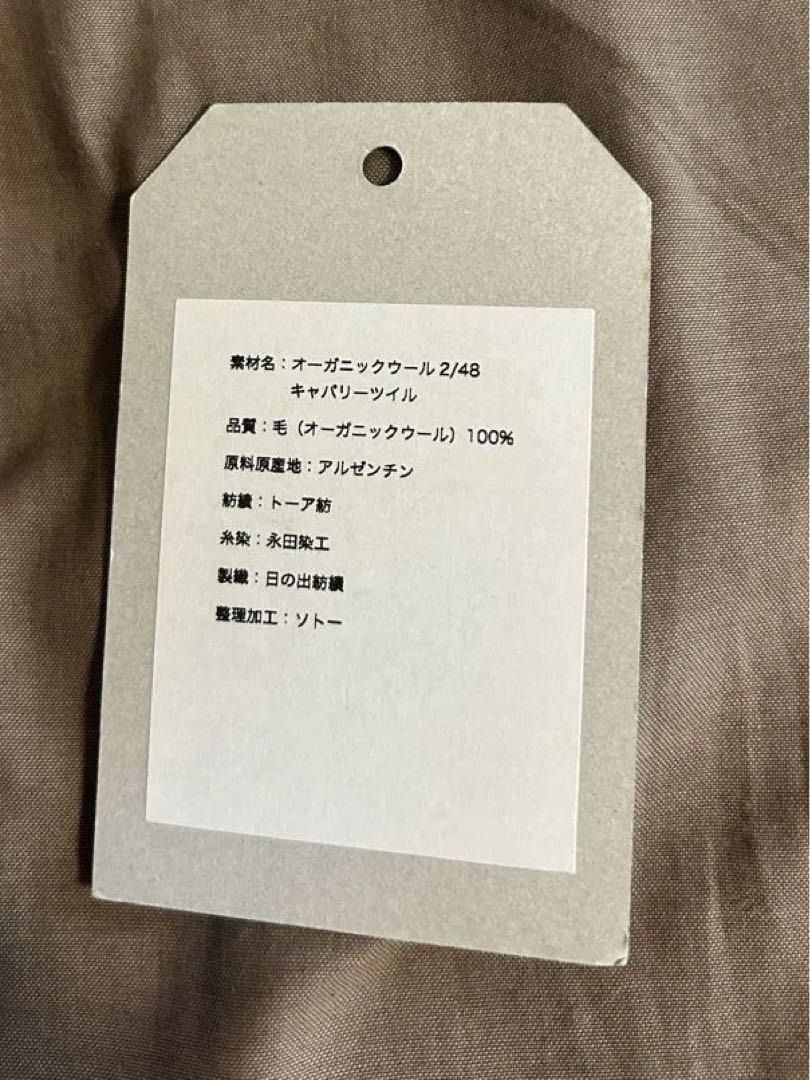 素材名：オーガニックウール 2/48
キャバリーツイル
品質：毛（オーガニックウール）100%
原料原産地：アルゼンチン
紡績：トーア紡
糸染：永田染工
製織：日の出紡績
整理加工：ソトー